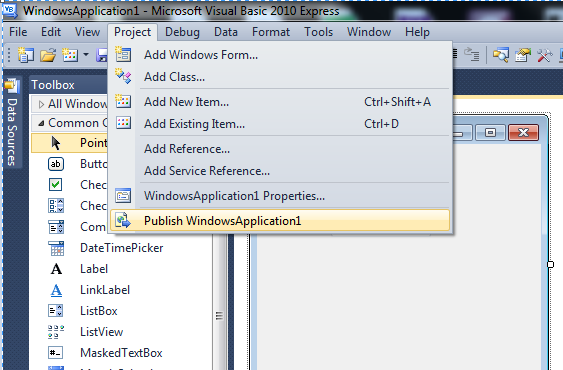 WindowsApplication1 - Microsoft Visual Basic 2010 Express
File Edit View Project Debug Data Format Tools Window Help
Add Windows Form...
Add Class...
Add New Item... Ctrl+Shift+A
Add Existing Item... Ctrl+D
Add Reference...
Add Service Reference...
WindowsApplication1 Properties...
Publish WindowsApplication1
Data Sources
Toolbox
All Window
Common C
Point
Butto
Chec
Chec
Com
DateTimePicker
Label
LinkLabel
ListBox
ListView
MaskedTextBox